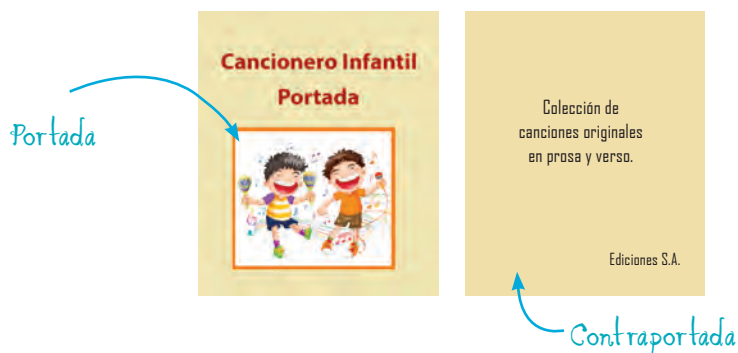 Cancionero Infantil
Portada
Portada
Colección de
canciones originales
en prosa y verso.
Ediciones S.A.
Contraportada